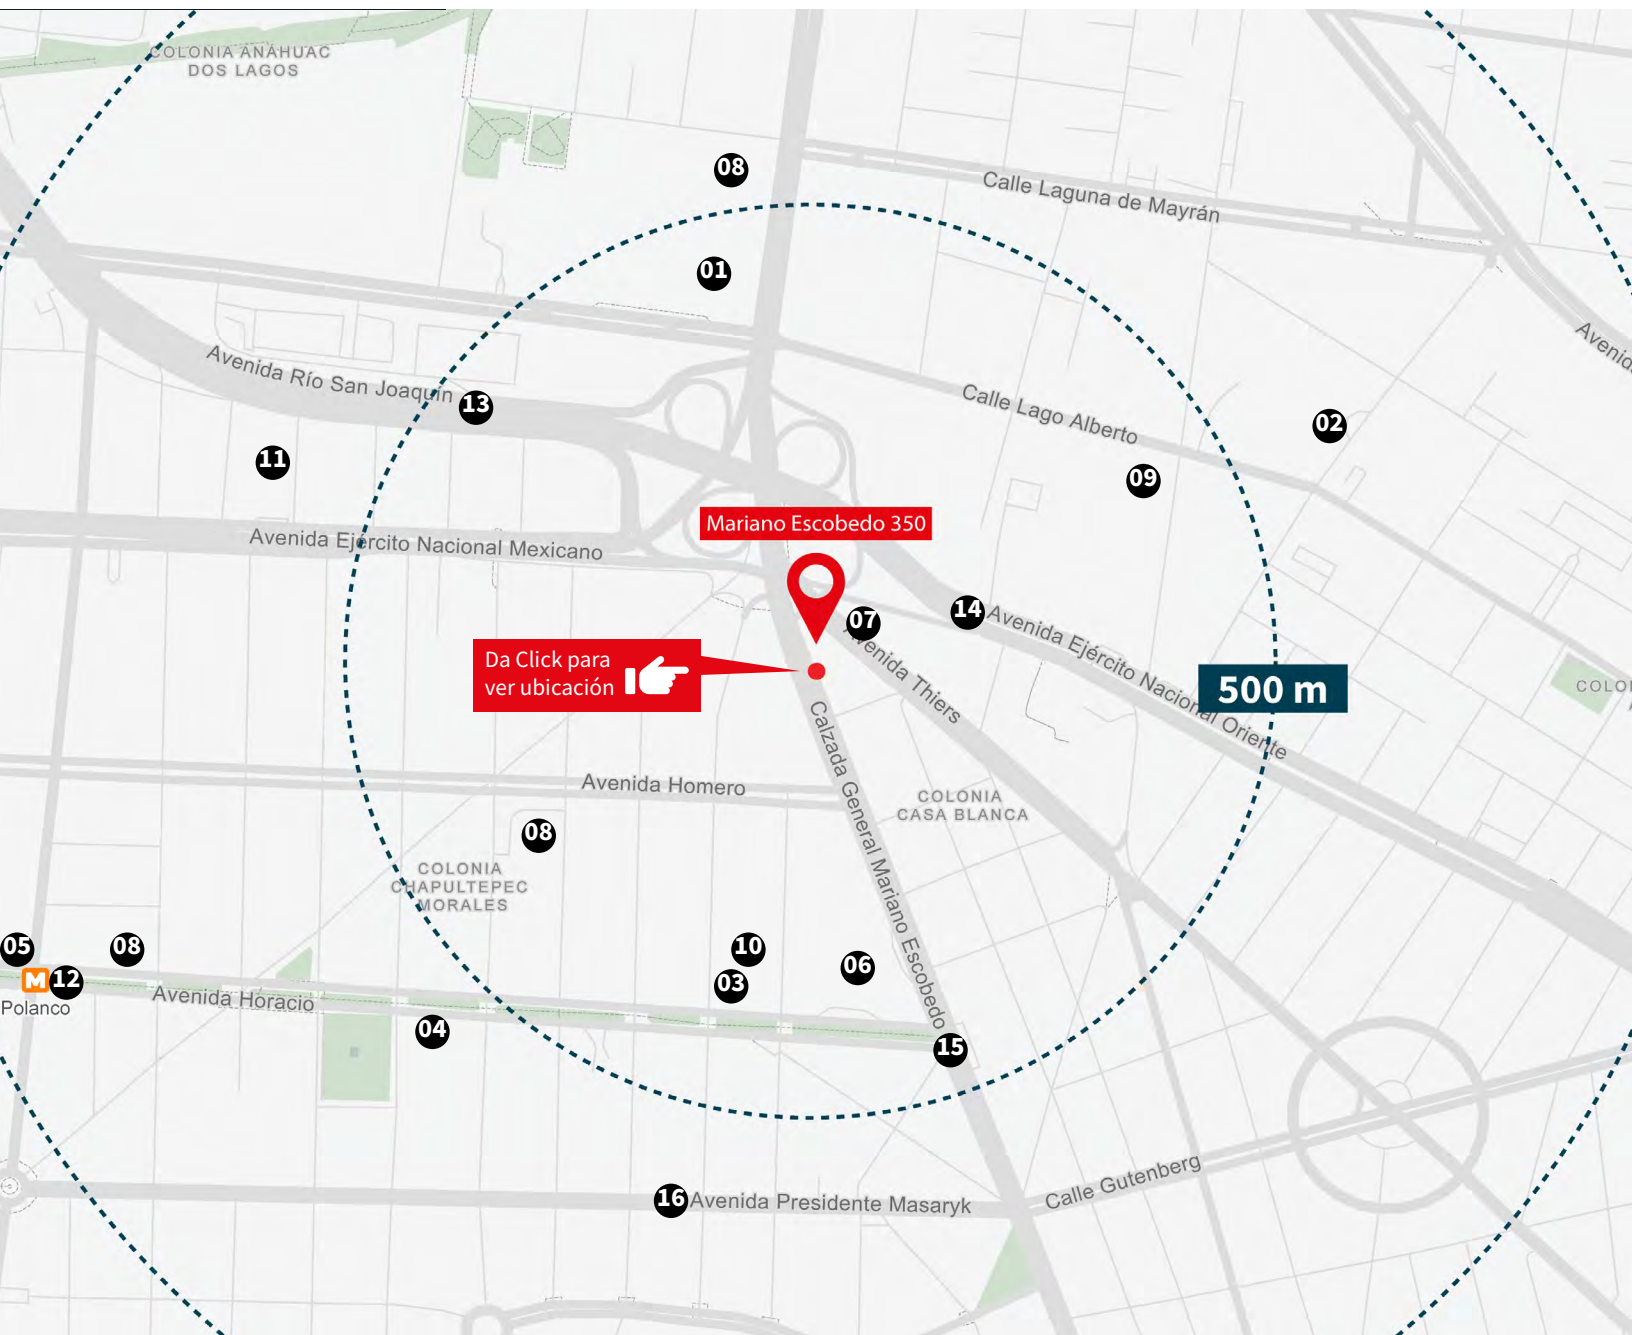 COLONIA ANÁHUAC
DOS LAGOS
08
Calle Laguna de Mayrán
01
Avenida Río San Joaquín
13
Calle Lago Alberto
02
11
09
Avenida Ejército Nacional Mexicano
Mariano Escobedo 350
07
14
Avenida Ejército Nacional Oriente
Avenida Thiers
Da Click para
ver ubicación
500 m
Calzada General Mariano Escobedo
Avenida Homero
COLONIA
CASA BLANCA
08
COLONIA
CHAPULTEPEC
MORALES
05
08
10
06
M
12
03
Polanco
Avenida Horacio
04
15
16
Avenida Presidente Masaryk
Calle Gutenberg